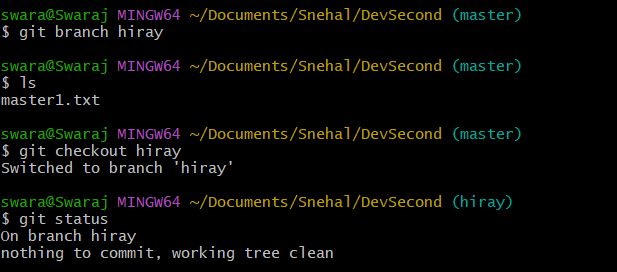 swara@Swaraj MINGW64 ~/Documents/Snehal/DevSecond (master)
$ git branch hiray
swara@Swaraj MINGW64 ~/Documents/Snehal/DevSecond (master)
$ ls
master1.txt
swara@Swaraj MINGW64 ~/Documents/Snehal/DevSecond (master)
$ git checkout hiray
Switched to branch 'hiray'
swara@Swaraj MINGW64 ~/Documents/Snehal/DevSecond (hiray)
$ git status
On branch hiray
nothing to commit, working tree clean